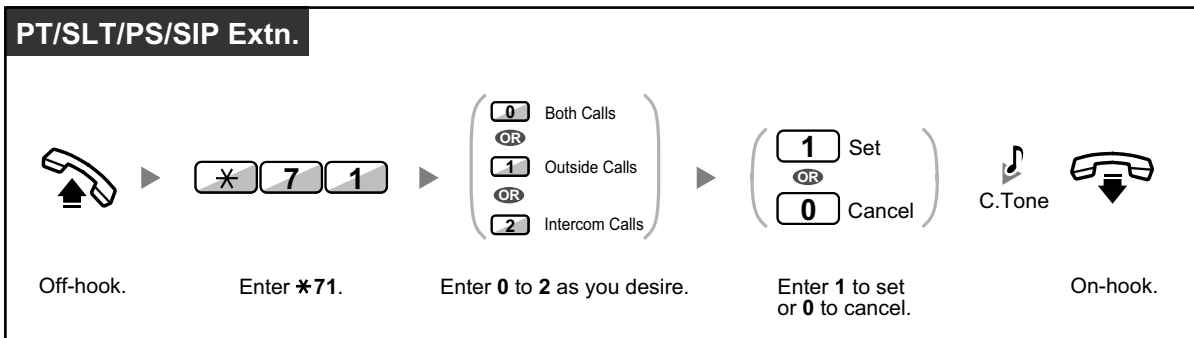 PT/SLT/PS/SIP Extn.
0 Both Calls
OR
1 Outside Calls
OR
2 Intercom Calls
* 7 1
1 Set
OR
0 Cancel
C.Tone
Off-hook.
Enter *71.
Enter 0 to 2 as you desire.
Enter 1 to set
or 0 to cancel.
On-hook.